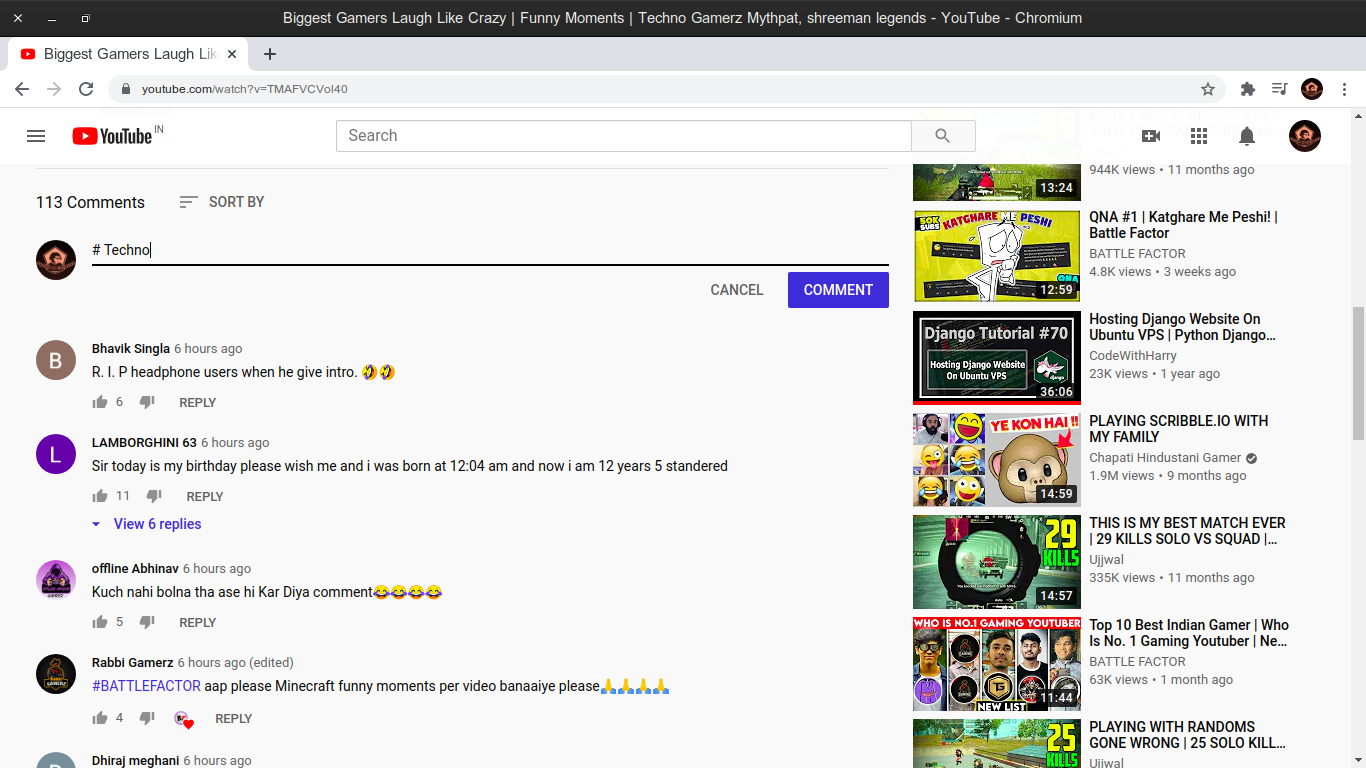 Biggest Gamers Laugh Like Crazy | Funny Moments | Techno Gamerz Mythpat, shreeman legends - YouTube - Chromium
Biggest Gamers Laugh Lik
youtube.com/watch?v=TMAFVCVoI40
YouTube IN
Search
113 Comments
SORT BY
# Techno
CANCEL
COMMENT
B
Bhavik Singla 6 hours ago
R. I. P headphone users when he give intro. 🤣🤣
6 REPLY
L
LAMBORGHINI 63 6 hours ago
Sir today is my birthday please wish me and i was born at 12:04 am and now i am 12 years 5 standered
11 REPLY
View 6 replies
offline Abhinav 6 hours ago
Kuch nahi bolna tha ase hi Kar Diya comment😂😂😂😂
5 REPLY
Rabbi Gamerz 6 hours ago (edited)
#BATTLEFACTOR aap please Minecraft funny moments per video banaaiye please🙏🙏🙏🙏
4 REPLY
Dhiraj meghani 6 hours ago
13:24
944K views • 11 months ago
50K SUBS
KATGHARE ME PESHI
QNA
12:59
QNA #1 | Katghare Me Peshi! |
Battle Factor
BATTLE FACTOR
4.8K views • 3 weeks ago
Django Tutorial #70
Hosting Django Website
On Ubuntu VPS
django
36:06
Hosting Django Website On
Ubuntu VPS | Python Django…
CodeWithHarry
23K views • 1 year ago
YE KON HAI !!
14:59
PLAYING SCRIBBLE.IO WITH
MY FAMILY
Chapati Hindustani Gamer
1.9M views • 9 months ago
29
KILLS
14:57
THIS IS MY BEST MATCH EVER
| 29 KILLS SOLO VS SQUAD |…
Ujjwal
335K views • 11 months ago
WHO IS NO.1 GAMING YOUTUBER
NEW LIST
11:44
Top 10 Best Indian Gamer | Who
Is No. 1 Gaming Youtuber | Ne…
BATTLE FACTOR
63K views • 1 month ago
25
KILLS
PLAYING WITH RANDOMS
GONE WRONG | 25 SOLO KILL…
Ujjwal